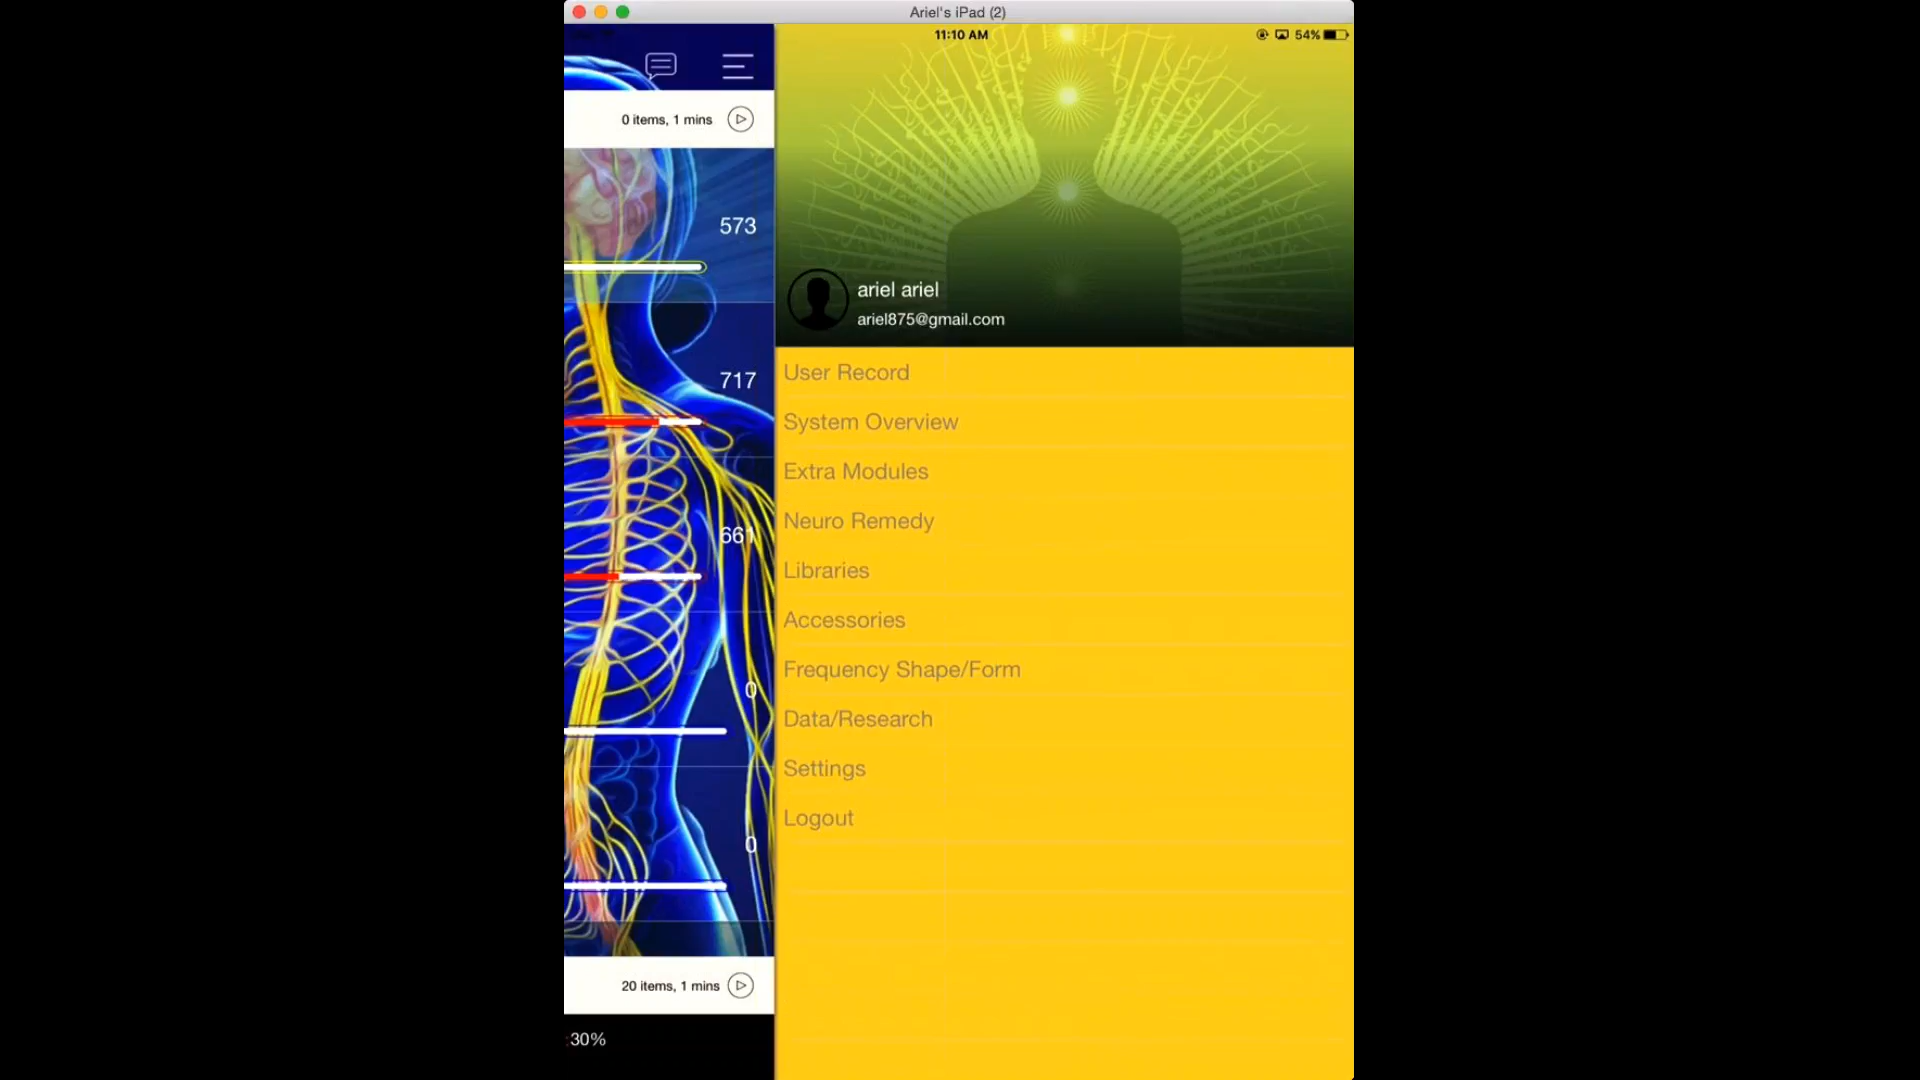 Ariel's iPad (2)
11:10 AM
54%
0 items, 1 mins
573
717
661
0
0
20 items, 1 mins
:30%
ariel ariel
ariel875@gmail.com
User Record
System Overview
Extra Modules
Neuro Remedy
Libraries
Accessories
Frequency Shape/Form
Data/Research
Settings
Logout